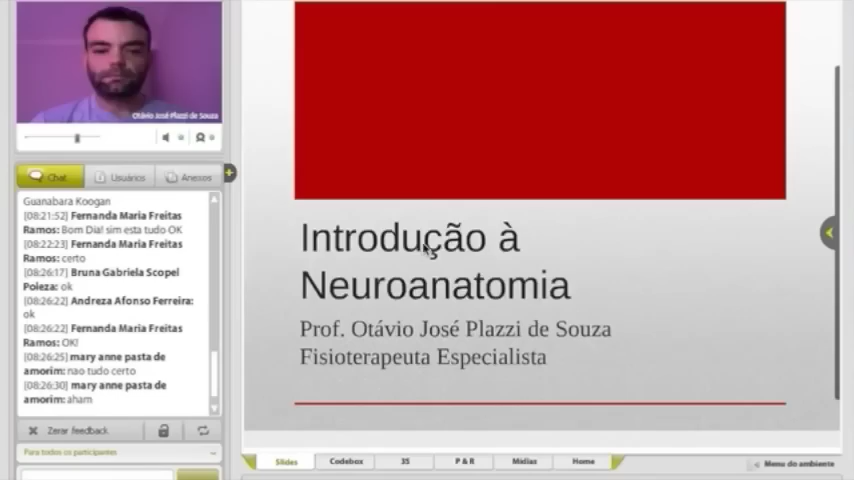 Otávio José Plazzi de Souza
Chat
Usuários
Anexos
Guanabara Koogan
[08:21:52] Fernanda Maria Freitas
Ramos: Bom Dia! sim esta tudo OK
[08:22:23] Fernanda Maria Freitas
Ramos: certo
[08:26:17] Bruna Gabriela Scopel
Poleza: ok
[08:26:22] Andreza Afonso Ferreira:
ok
[08:26:22] Fernanda Maria Freitas
Ramos: OK!
[08:26:25] mary anne pasta de
amorim: nao tudo certo
[08:26:30] mary anne pasta de
amorim: aham
Zerar feedback
Para todos os participantes
Introdução à
Neuroanatomia
Prof. Otávio José Plazzi de Souza
Fisioterapeuta Especialista
Slides
Codebox
35
P & R
Mídias
Home
Menu do ambiente